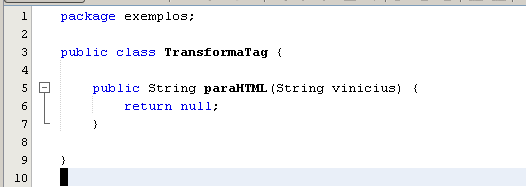 1 package exemplos;
2
3 public class TransformaTag {
4
5 public String paraHTML(String vinicius) {
6 return null;
7 }
8
9 }
10